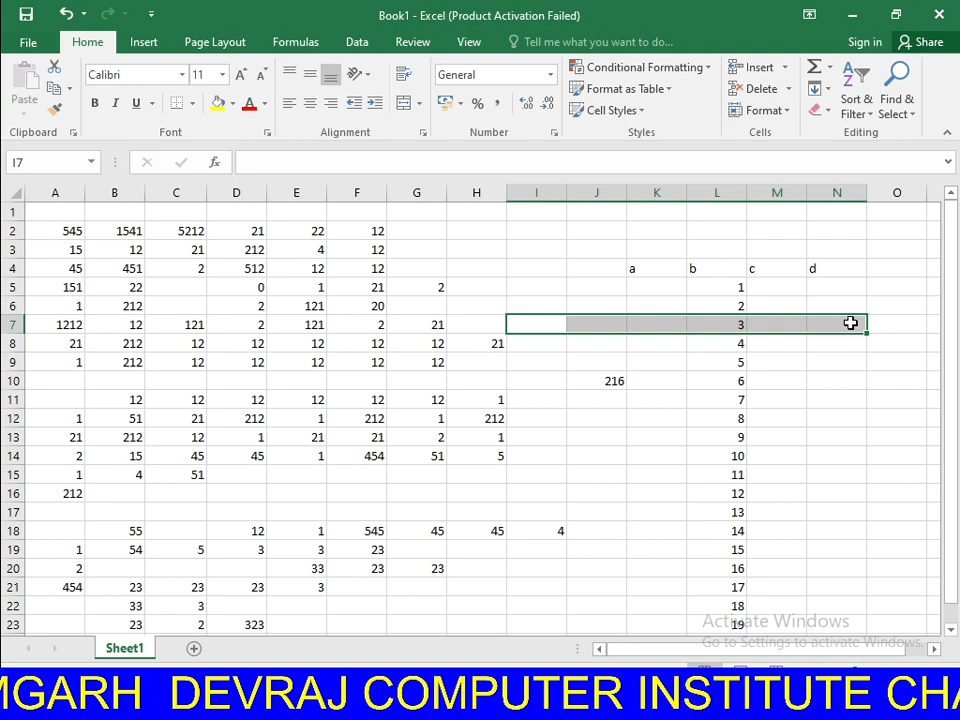 Book1 - Excel (Product Activation Failed)
File Home Insert Page Layout Formulas Data Review View Tell me what you want to do... Sign in Share
Paste Calibri 11 General Conditional Formatting Insert Sort & Find &
B I U % , Format as Table Delete Filter Select
Cell Styles Format
Clipboard Font Alignment Number Styles Cells Editing
I7 fx
A B C D E F G H I J K L M N O
1
2 545 1541 5212 21 22 12
3 15 12 21 212 4 12
4 45 451 2 512 12 12 a b c d
5 151 22 0 1 21 2 1
6 1 212 2 121 20 2
7 1212 12 121 2 121 2 21 3
8 21 212 12 12 12 12 12 21 4
9 1 212 12 12 12 12 12 5
10 216 6
11 12 12 12 12 12 12 1 7
12 1 51 21 212 1 212 1 212 8
13 21 212 12 1 21 21 2 1 9
14 2 15 45 45 1 454 51 5 10
15 1 4 51 11
16 212 12
17 13
18 55 12 1 545 45 45 4 14
19 1 54 5 3 3 23 15
20 2 33 23 23 16
21 454 23 23 23 3 17
22 33 3 18
23 23 2 323 19
Activate Windows
Go to Settings to activate Windows.
Sheet1
MGARH DEVRAJ COMPUTER INSTITUTE CHA